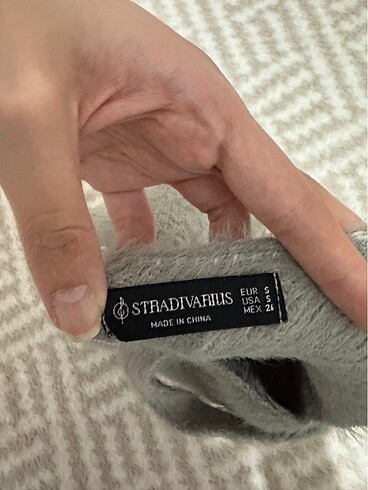 STRADIVARIUS
MADE IN CHINA
EUR S
USA S
MEX 26